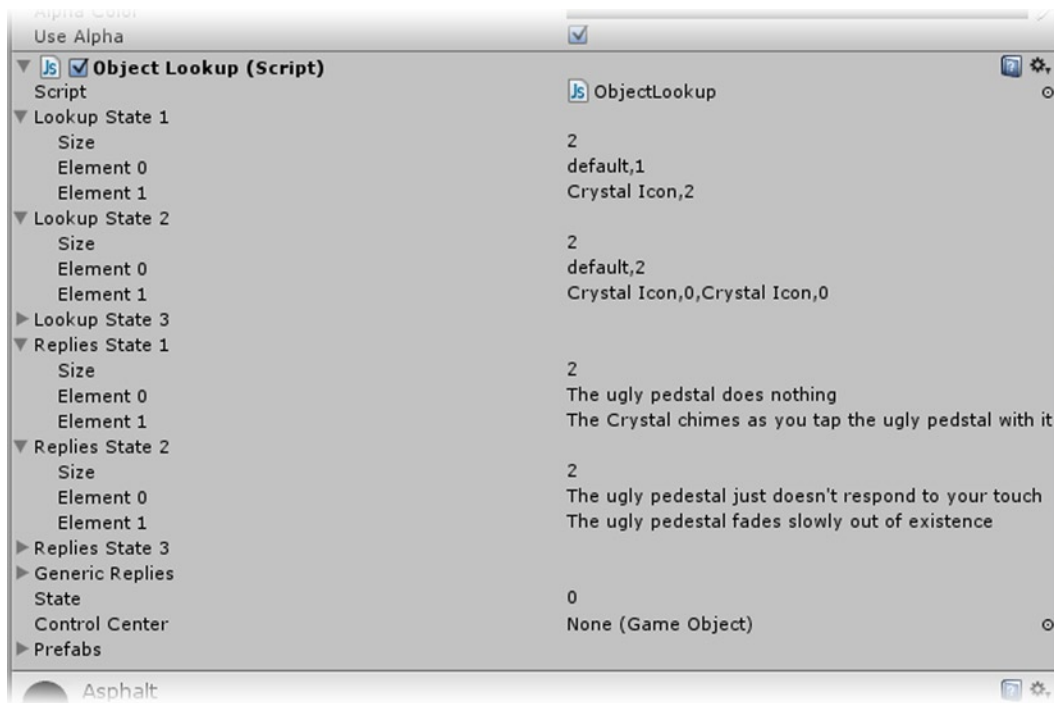 Alpha Color
Use Alpha
Js Object Lookup (Script)
Script Js ObjectLookup
Lookup State 1
Size 2
Element 0 default,1
Element 1 Crystal Icon,2
Lookup State 2
Size 2
Element 0 default,2
Element 1 Crystal Icon,0,Crystal Icon,0
Lookup State 3
Replies State 1
Size 2
Element 0 The ugly pedstal does nothing
Element 1 The Crystal chimes as you tap the ugly pedstal with it
Replies State 2
Size 2
Element 0 The ugly pedestal just doesn't respond to your touch
Element 1 The ugly pedestal fades slowly out of existence
Replies State 3
Generic Replies
State 0
Control Center None (Game Object)
Prefabs
Asphalt